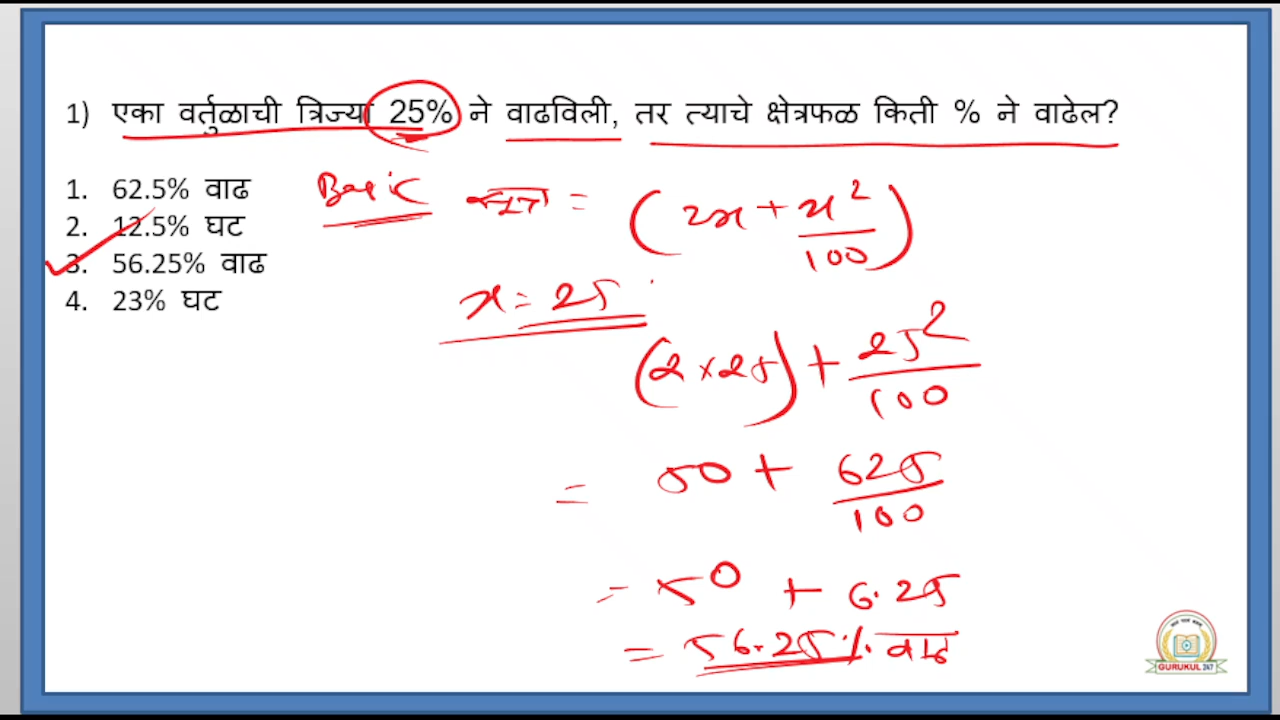 1) एका वर्तुळाची त्रिज्या 25% ने वाढविली, तर त्याचे क्षेत्रफळ किती % ने वाढेल?
1. 62.5% वाढ
2. 12.5% घट
3. 56.25% वाढ
4. 23% घट
Basic सूत्र = (2x + x²/100)
x = 25
(2 × 25) + 25²/100
= 50 + 625/100
= 50 + 6.25
= 56.25% वाढ
GURUKUL 247